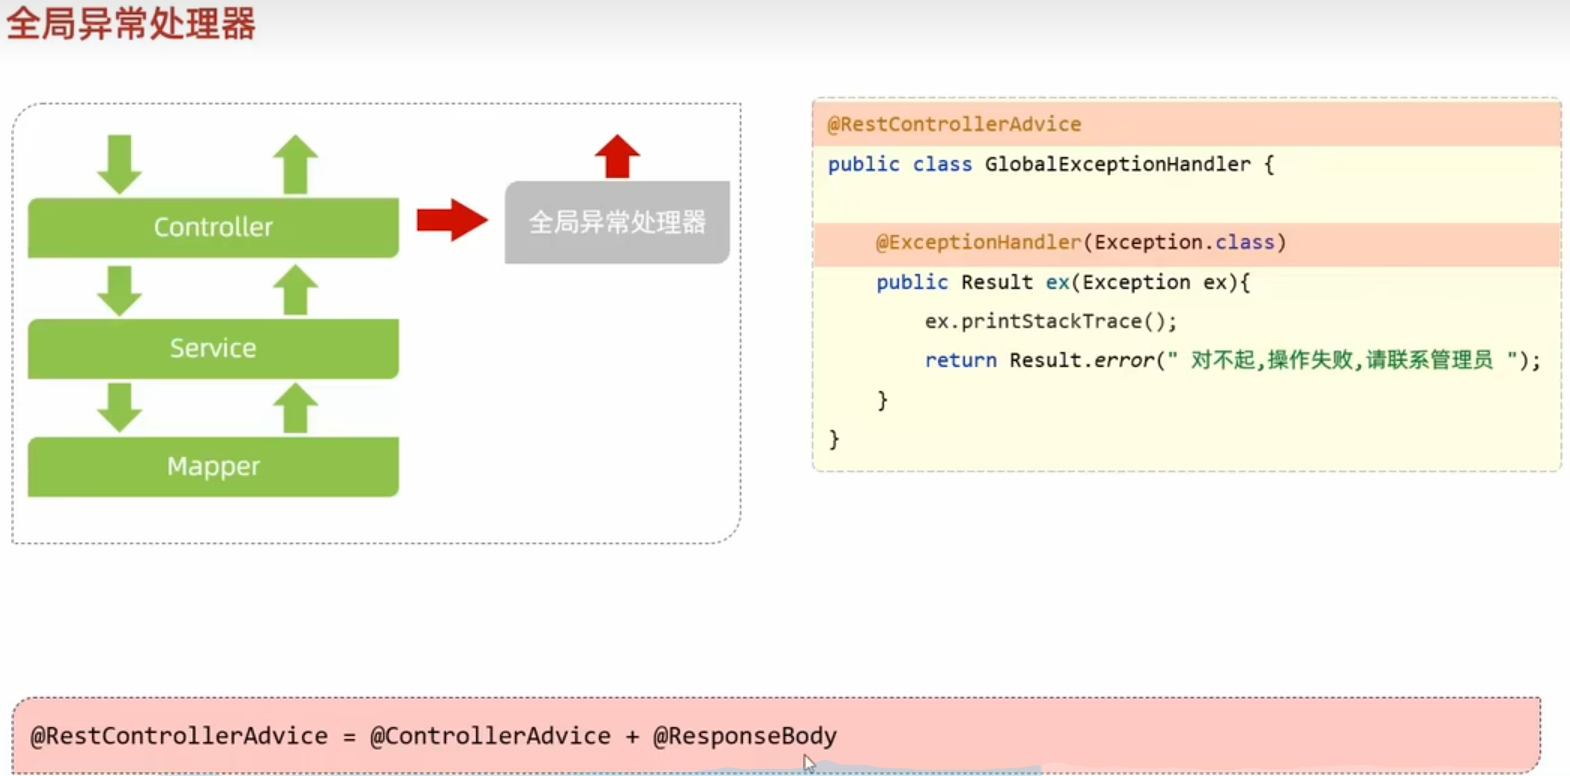 全局异常处理器
Controller
全局异常处理器
Service
Mapper
@RestControllerAdvice
public class GlobalExceptionHandler {
@ExceptionHandler(Exception.class)
public Result ex(Exception ex){
ex.printStackTrace();
return Result.error(" 对不起,操作失败,请联系管理员 ");
}
}
@RestControllerAdvice = @ControllerAdvice + @ResponseBody